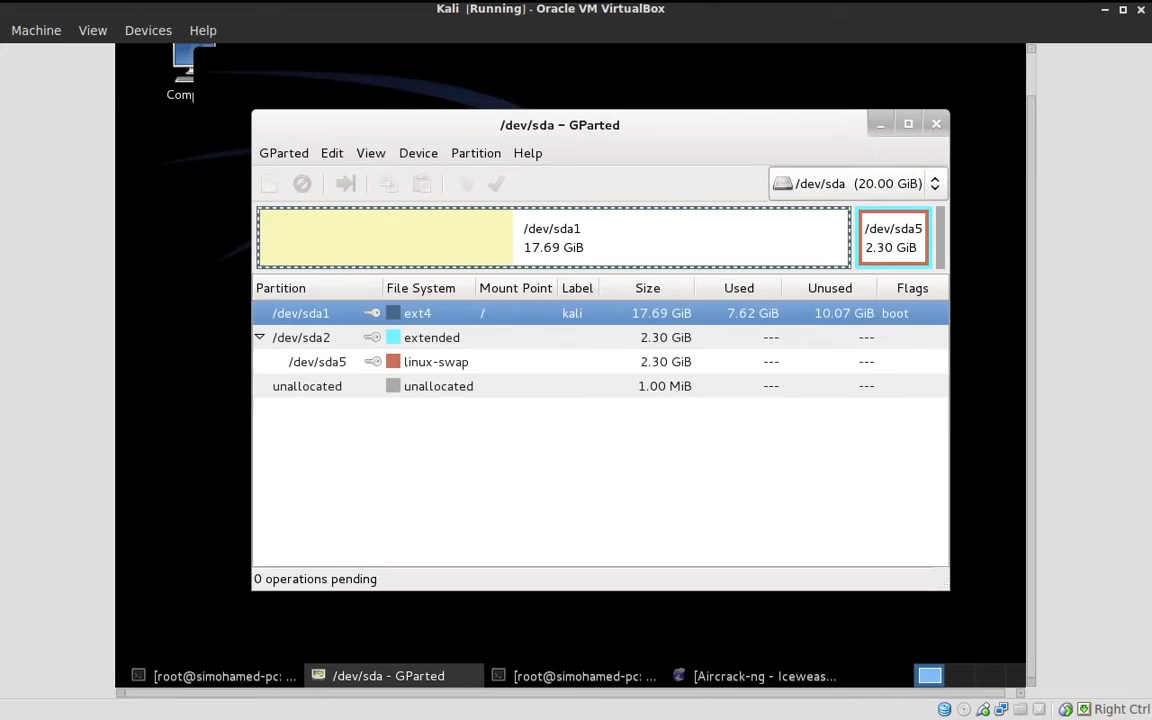 Kali [Running] - Oracle VM VirtualBox
Machine View Devices Help
/dev/sda - GParted
GParted Edit View Device Partition Help
/dev/sda (20.00 GiB)
/dev/sda1
17.69 GiB
/dev/sda5
2.30 GiB
Partition File System Mount Point Label Size Used Unused Flags
/dev/sda1 ext4 / kali 17.69 GiB 7.62 GiB 10.07 GiB boot
/dev/sda2 extended 2.30 GiB --- ---
/dev/sda5 linux-swap 2.30 GiB --- ---
unallocated unallocated 1.00 MiB --- ---
0 operations pending
[root@simohamed-pc: ... /dev/sda - GParted [root@simohamed-pc: ... [Aircrack-ng - Iceweas...
Right Ctrl